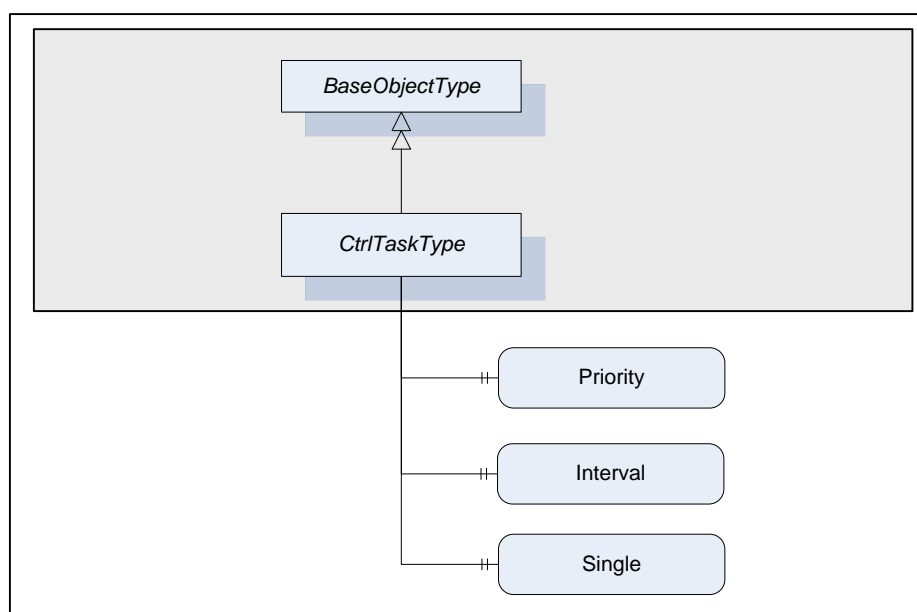 BaseObjectType
CtrlTaskType
Priority
Interval
Single